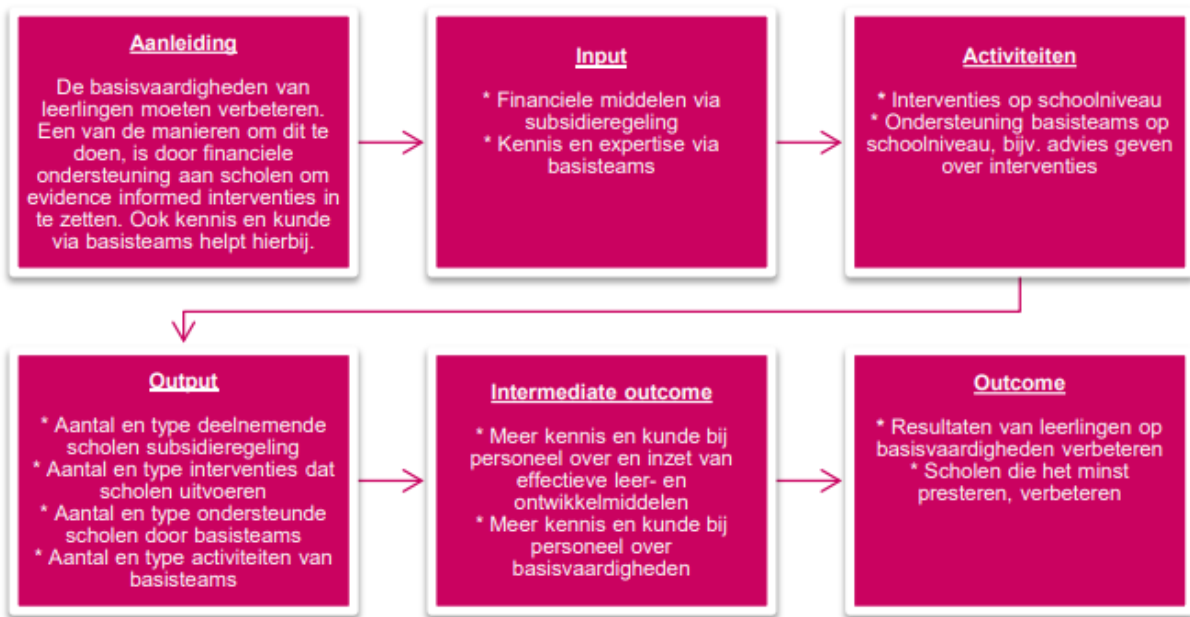 Aanleiding
De basisvaardigheden van
leerlingen moeten verbeteren.
Een van de manieren om dit te
doen, is door financiele
ondersteuning aan scholen om
evidence informed interventies in
te zetten. Ook kennis en kunde
via basisteams helpt hierbij.
Input
* Financiele middelen via
subsidieregeling
* Kennis en expertise via
basisteams
Activiteiten
* Interventies op schoolniveau
* Ondersteuning basisteams op
schoolniveau, bijv. advies geven
over interventies
Output
* Aantal en type deelnemende
scholen subsidieregeling
* Aantal en type interventies dat
scholen uitvoeren
* Aantal en type ondersteunde
scholen door basisteams
* Aantal en type activiteiten van
basisteams
Intermediate outcome
* Meer kennis en kunde bij
personeel over en inzet van
effectieve leer- en
ontwikkelmiddelen
* Meer kennis en kunde bij
personeel over
basisvaardigheden
Outcome
* Resultaten van leerlingen op
basisvaardigheden verbeteren
* Scholen die het minst
presteren, verbeteren